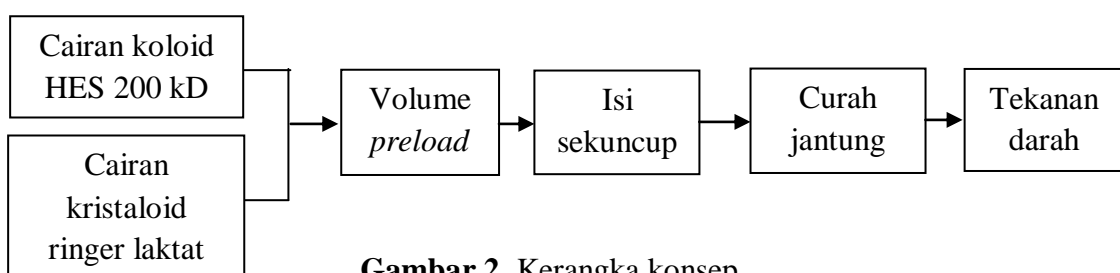 Cairan koloid
HES 200 kD
Cairan
kristaloid
ringer laktat
Volume
preload
Isi
sekuncup
Curah
jantung
Tekanan
darah
Gambar 2. Kerangka konsep